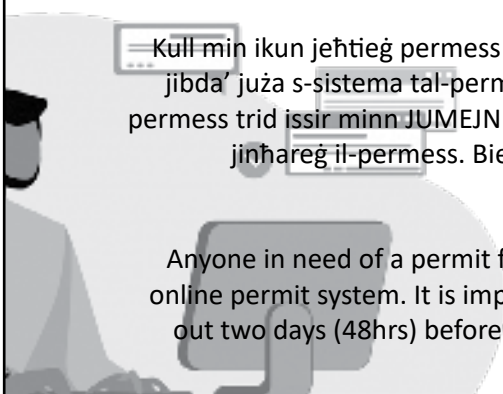 Kull min ikun jeħtieġ permess
jibda’ juża s-sistema tal-perm
permess trid issir minn JUMEJN
jinħareġ il-permess. Bie
Anyone in need of a permit f
online permit system. It is imp
out two days (48hrs) before